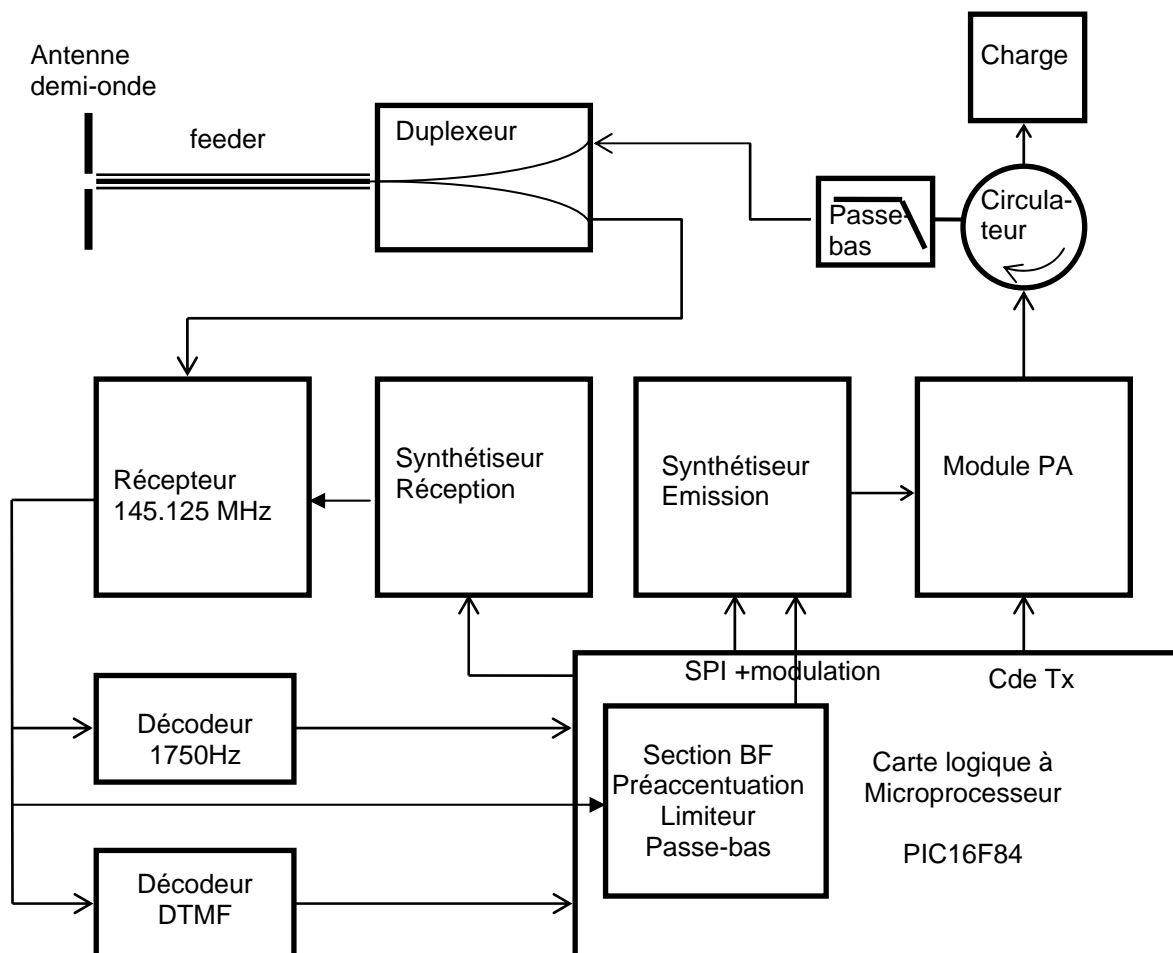 Antenne
demi-onde
feeder
Duplexeur
Charge
Passe-
bas
Circula-
teur
Récepteur
145.125 MHz
Synthétiseur
Réception
Synthétiseur
Emission
Module PA
SPI +modulation
Cde Tx
Décodeur
1750Hz
Section BF
Préaccentuation
Limiteur
Passe-bas
Carte logique à
Microprocesseur
PIC16F84
Décodeur
DTMF